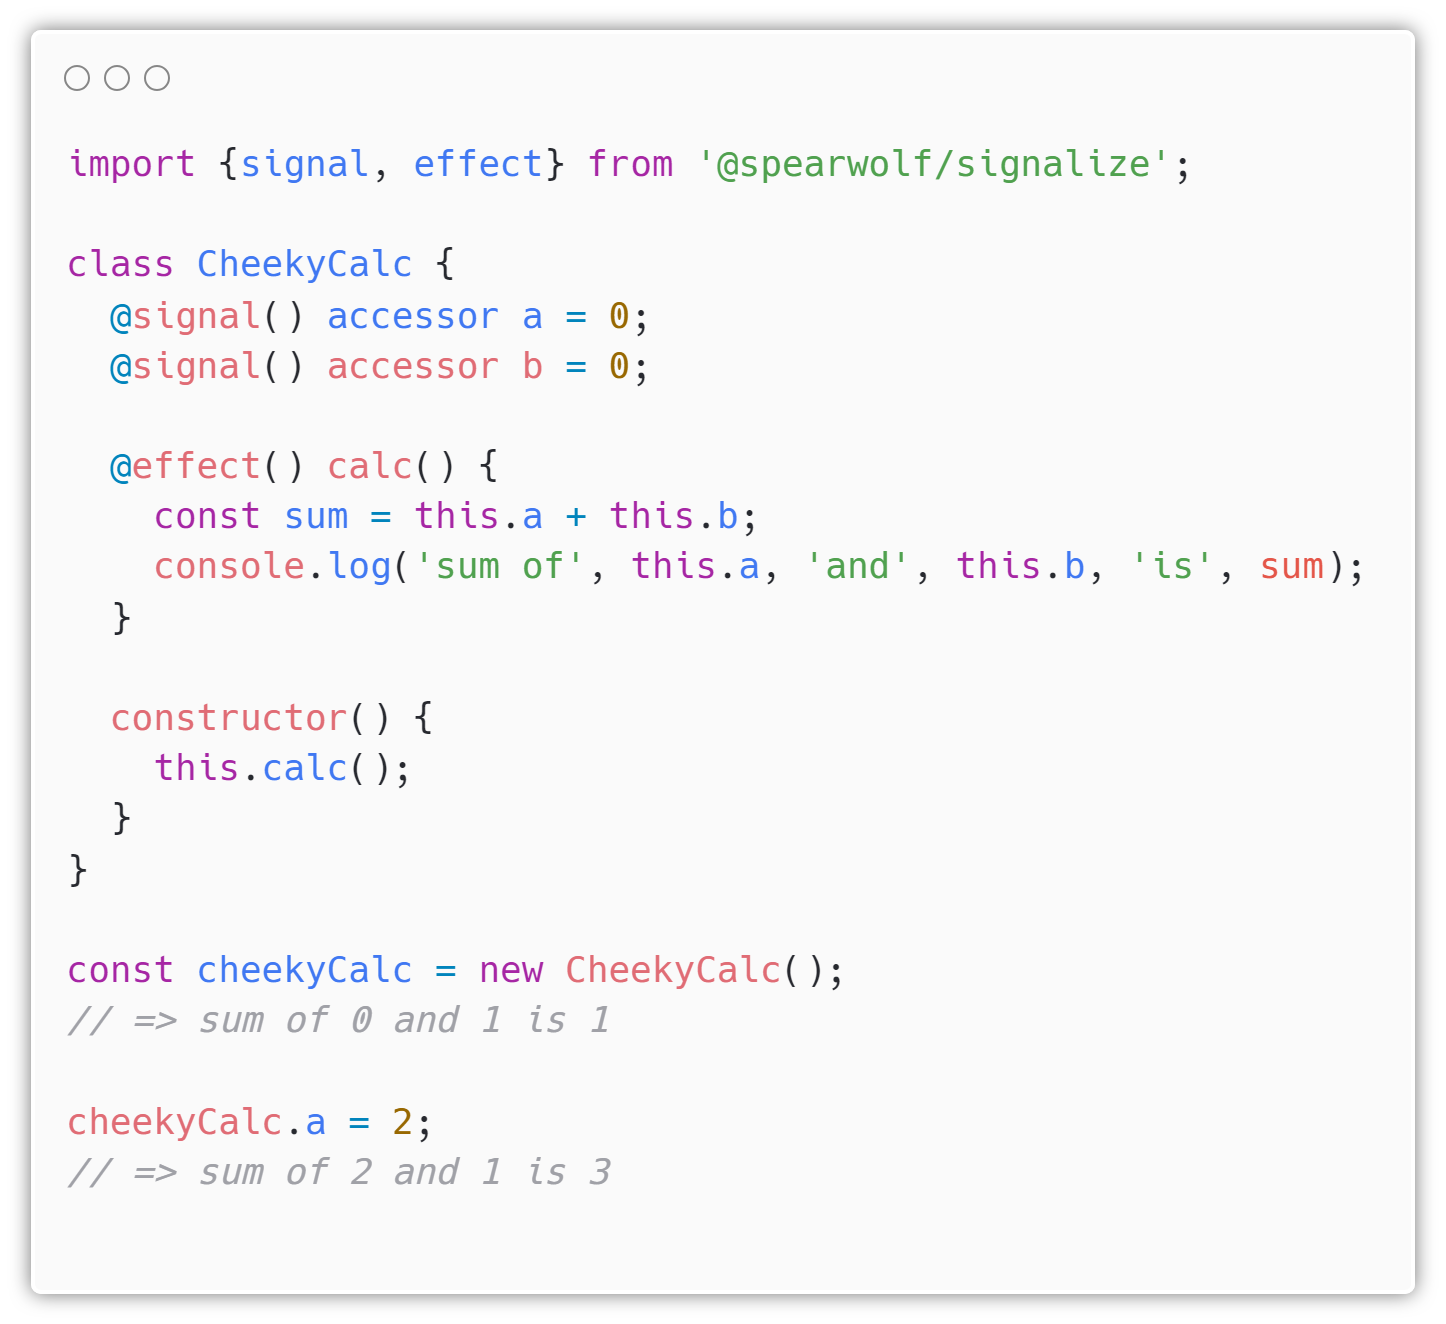 import {signal, effect} from '@spearwolf/signalize';
class CheekyCalc {
  @signal() accessor a = 0;
  @signal() accessor b = 0;
  @effect() calc() {
    const sum = this.a + this.b;
    console.log('sum of', this.a, 'and', this.b, 'is', sum);
  }
  constructor() {
    this.calc();
  }
}
const cheekyCalc = new CheekyCalc();
// => sum of 0 and 1 is 1
cheekyCalc.a = 2;
// => sum of 2 and 1 is 3